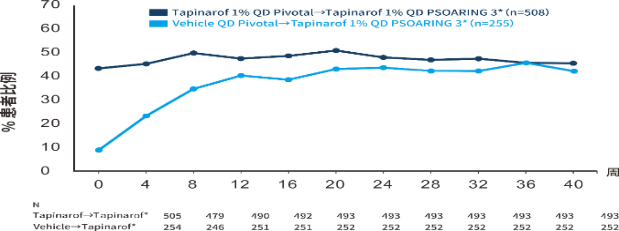 Tapinarof 1% QD Pivotal→Tapinarof 1% QD PSOARING 3* (n=508)
Vehicle QD Pivotal→Tapinarof 1% QD PSOARING 3* (n=255)
% 患者比例
70
60
50
40
30
20
10
0
0 4 8 12 16 20 24 28 32 36 40 周
N
Tapinarof→Tapinarof* 505 479 490 492 493 493 493 493 493 493 493
Vehicle→Tapinarof* 254 246 251 251 252 252 252 252 252 252 252